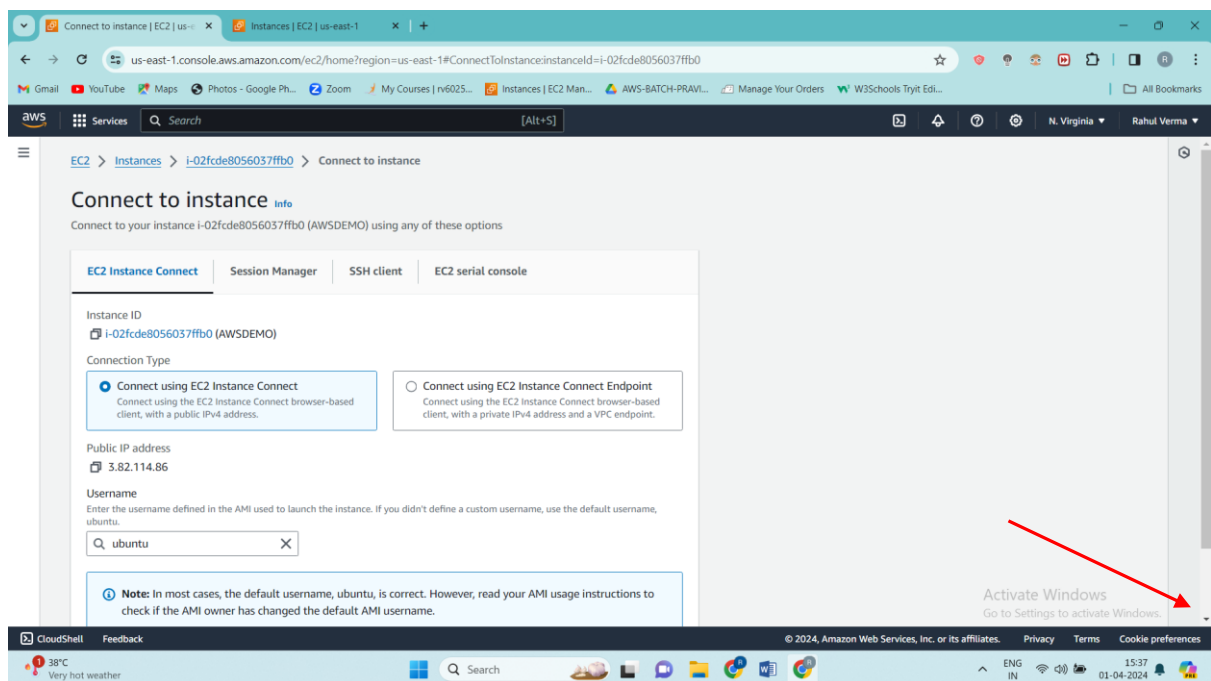 Connect to instance | EC2 | us-e
Instances | EC2 | us-east-1
us-east-1.console.aws.amazon.com/ec2/home?region=us-east-1#ConnectToInstance:instanceId=i-02fcde8056037ffb0
R
Gmail YouTube Maps Photos - Google Ph... Zoom My Courses | rv6025... Instances | EC2 Man... AWS-BATCH-PRAVI... Manage Your Orders W3Schools Tryit Edi... All Bookmarks
aws Services Search [Alt+S] N. Virginia Rahul Verma
EC2 > Instances > i-02fcde8056037ffb0 > Connect to instance
Connect to instance Info
Connect to your instance i-02fcde8056037ffb0 (AWSDEMO) using any of these options
EC2 Instance Connect Session Manager SSH client EC2 serial console
Instance ID
i-02fcde8056037ffb0 (AWSDEMO)
Connection Type
Connect using EC2 Instance Connect
Connect using the EC2 Instance Connect browser-based
client, with a public IPv4 address.
Connect using EC2 Instance Connect Endpoint
Connect using the EC2 Instance Connect browser-based
client, with a private IPv4 address and a VPC endpoint.
Public IP address
3.82.114.86
Username
Enter the username defined in the AMI used to launch the instance. If you didn't define a custom username, use the default username,
ubuntu.
ubuntu
Note: In most cases, the default username, ubuntu, is correct. However, read your AMI usage instructions to
check if the AMI owner has changed the default AMI username.
Activate Windows
Go to Settings to activate Windows.
CloudShell Feedback © 2024, Amazon Web Services, Inc. or its affiliates. Privacy Terms Cookie preferences
1 38°C
Very hot weather
Search
ENG
IN
15:37
01-04-2024